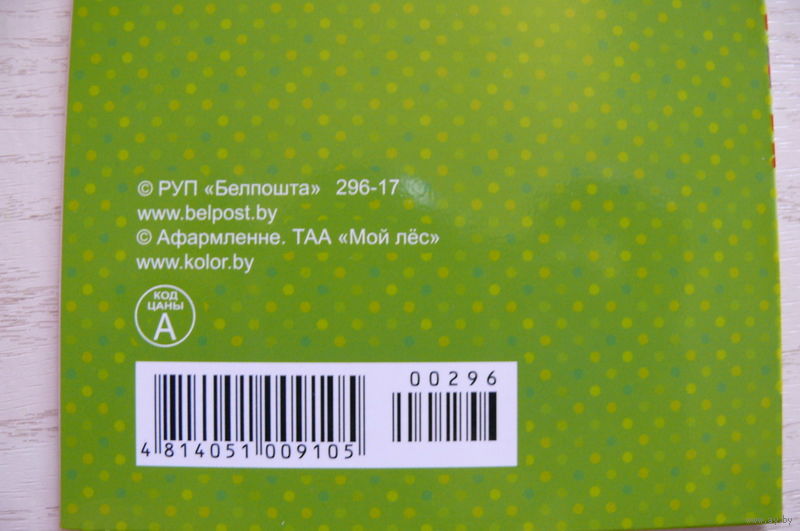 © РУП «Белпошта» 296-17
www.belpost.by
© Афармленне. ТАА «Мой лёс»
www.kolor.by
КОД
ЦАНЫ
А
00296
4 814051 009105